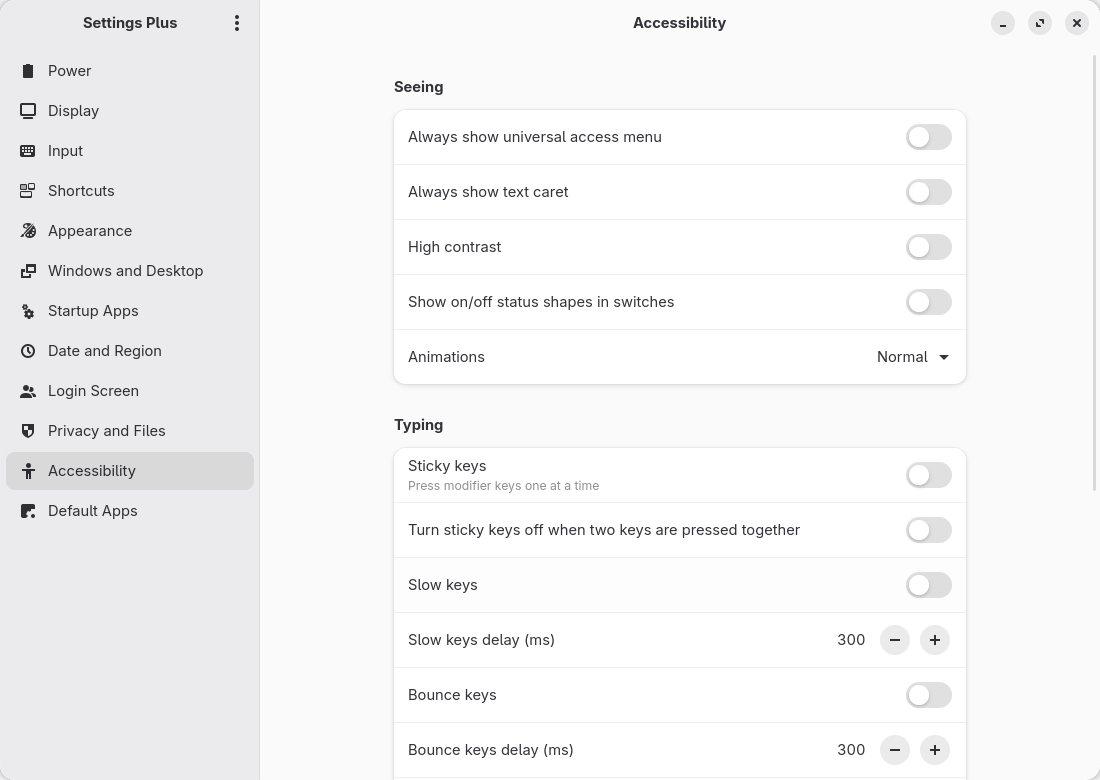 Settings Plus
Accessibility
Power
Display
Input
Shortcuts
Appearance
Windows and Desktop
Startup Apps
Date and Region
Login Screen
Privacy and Files
Accessibility
Default Apps
Seeing
Always show universal access menu
Always show text caret
High contrast
Show on/off status shapes in switches
Animations Normal
Typing
Sticky keys
Press modifier keys one at a time
Turn sticky keys off when two keys are pressed together
Slow keys
Slow keys delay (ms) 300
Bounce keys
Bounce keys delay (ms) 300